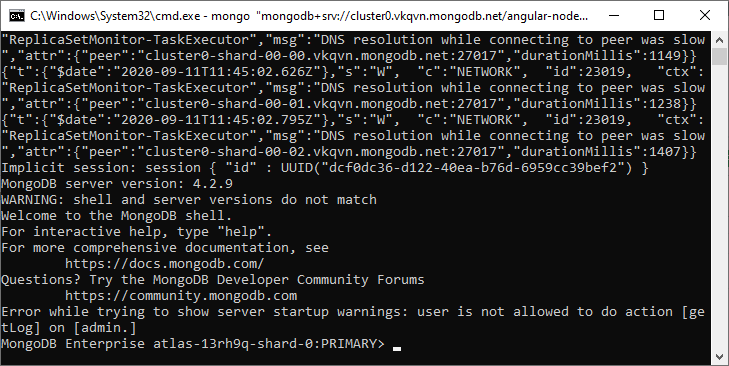 C:\Windows\System32\cmd.exe - mongo "mongodb+srv://cluster0.vkqvn.mongodb.net/angular-node...
"ReplicaSetMonitor-TaskExecutor","msg":"DNS resolution while connecting to peer was slow
","attr":{"peer":"cluster0-shard-00-00.vkqvn.mongodb.net:27017","durationMillis":1149}}
{"t":{"$date":"2020-09-11T11:45:02.626Z"},"s":"W",  "c":"NETWORK",  "id":23019,   "ctx":
"ReplicaSetMonitor-TaskExecutor","msg":"DNS resolution while connecting to peer was slow
","attr":{"peer":"cluster0-shard-00-01.vkqvn.mongodb.net:27017","durationMillis":1238}}
{"t":{"$date":"2020-09-11T11:45:02.795Z"},"s":"W",  "c":"NETWORK",  "id":23019,   "ctx":
"ReplicaSetMonitor-TaskExecutor","msg":"DNS resolution while connecting to peer was slow
","attr":{"peer":"cluster0-shard-00-02.vkqvn.mongodb.net:27017","durationMillis":1407}}
Implicit session: session { "id" : UUID("dcf0dc36-d122-40ea-b76d-6959cc39bef2") }
MongoDB server version: 4.2.9
WARNING: shell and server versions do not match
Welcome to the MongoDB shell.
For interactive help, type "help".
For more comprehensive documentation, see
        https://docs.mongodb.com/
Questions? Try the MongoDB Developer Community Forums
        https://community.mongodb.com
Error while trying to show server startup warnings: user is not allowed to do action [ge
tLog] on [admin.]
MongoDB Enterprise atlas-13rh9q-shard-0:PRIMARY> _